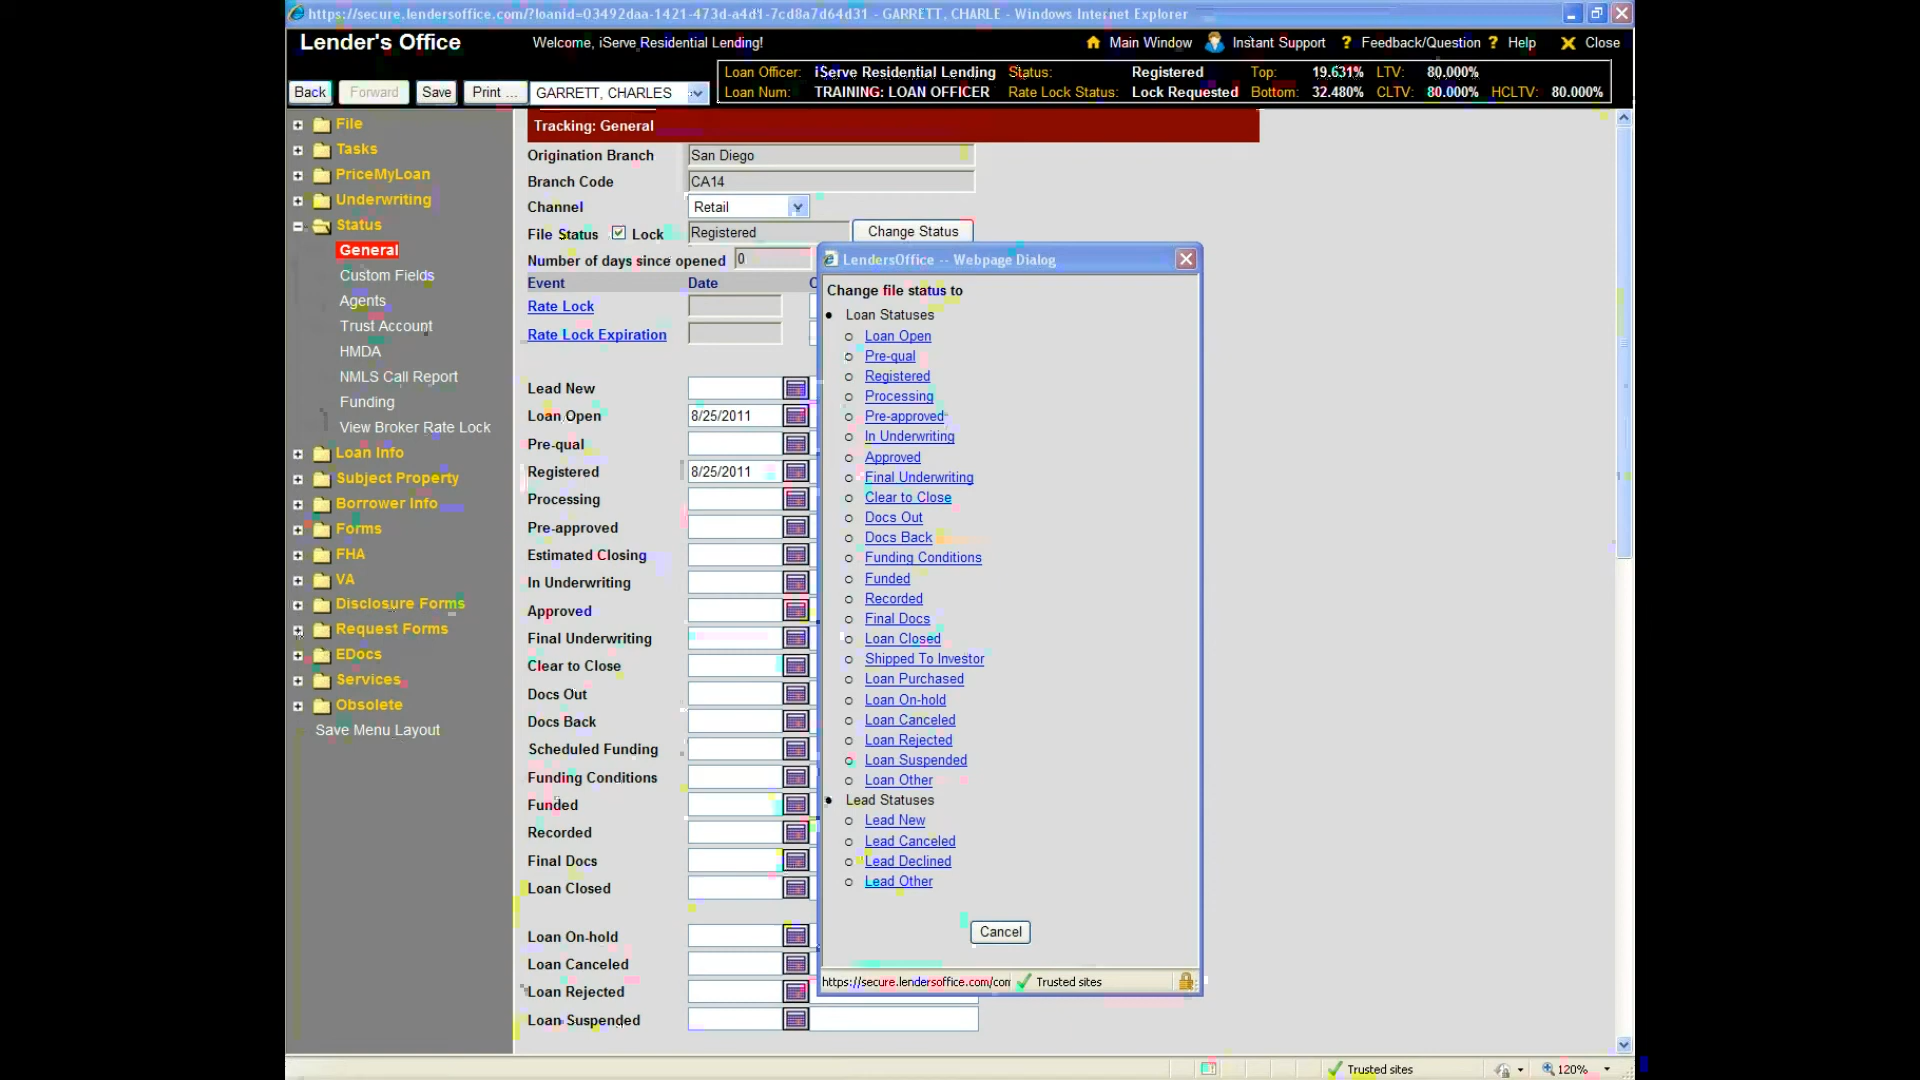 https://secure.lendersoffice.com/?loanid=03492daa-1421-473d-a4d1-7cd8a7d64d31 - GARRETT, CHARLE - Windows Internet Explorer
Lender's Office
Welcome, iServe Residential Lending!
Main Window
Instant Support
? Feedback/Question
? Help
Close
Loan Officer: iServe Residential Lending Status: Registered Top: 19.631% LTV: 80.000%
Back
Forward
Save
Print ...
GARRETT, CHARLES
Loan Num: TRAINING: LOAN OFFICER Rate Lock Status: Lock Requested Bottom: 32.480% CLTV: 80.000% HCLTV: 80.000%
File
Tasks
PriceMyLoan
Underwriting
Status
General
Custom Fields
Agents
Trust Account
HMDA
NMLS Call Report
Funding
View Broker Rate Lock
Loan Info
Subject Property
Borrower Info
Forms
FHA
VA
Disclosure Forms
Request Forms
EDocs
Services
Obsolete
Save Menu Layout
Tracking: General
Origination Branch San Diego
Branch Code CA14
Channel Retail
File Status Lock Registered Change Status
Number of days since opened 0
Event Date
Rate Lock
Rate Lock Expiration
Lead New
Loan Open 8/25/2011
Pre-qual
Registered 8/25/2011
Processing
Pre-approved
Estimated Closing
In Underwriting
Approved
Final Underwriting
Clear to Close
Docs Out
Docs Back
Scheduled Funding
Funding Conditions
Funded
Recorded
Final Docs
Loan Closed
Loan On-hold
Loan Canceled
Loan Rejected
Loan Suspended
LendersOffice -- Webpage Dialog
Change file status to
Loan Statuses
Loan Open
Pre-qual
Registered
Processing
Pre-approved
In Underwriting
Approved
Final Underwriting
Clear to Close
Docs Out
Docs Back
Funding Conditions
Funded
Recorded
Final Docs
Loan Closed
Shipped To Investor
Loan Purchased
Loan On-hold
Loan Canceled
Loan Rejected
Loan Suspended
Loan Other
Lead Statuses
Lead New
Lead Canceled
Lead Declined
Lead Other
Cancel
https://secure.lendersoffice.com/con Trusted sites
Trusted sites
120%